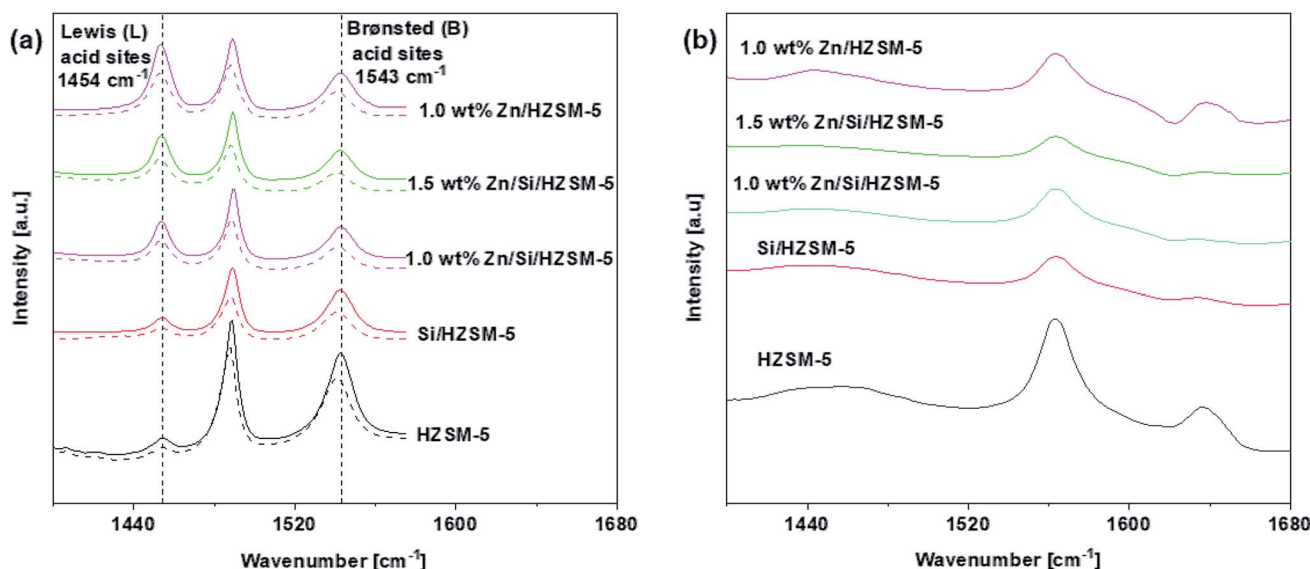 (a)
Lewis (L)
acid sites
1454 cm⁻¹
Brønsted (B)
acid sites
1543 cm⁻¹
1.0 wt% Zn/HZSM-5
1.5 wt% Zn/Si/HZSM-5
1.0 wt% Zn/Si/HZSM-5
Si/HZSM-5
HZSM-5
Intensity [a.u.]
1440 1520 1600 1680
Wavenumber [cm⁻¹]
(b)
1.0 wt% Zn/HZSM-5
1.5 wt% Zn/Si/HZSM-5
1.0 wt% Zn/Si/HZSM-5
Si/HZSM-5
HZSM-5
Intensity [a.u]
1440 1520 1600 1680
Wavenumber [cm⁻¹]